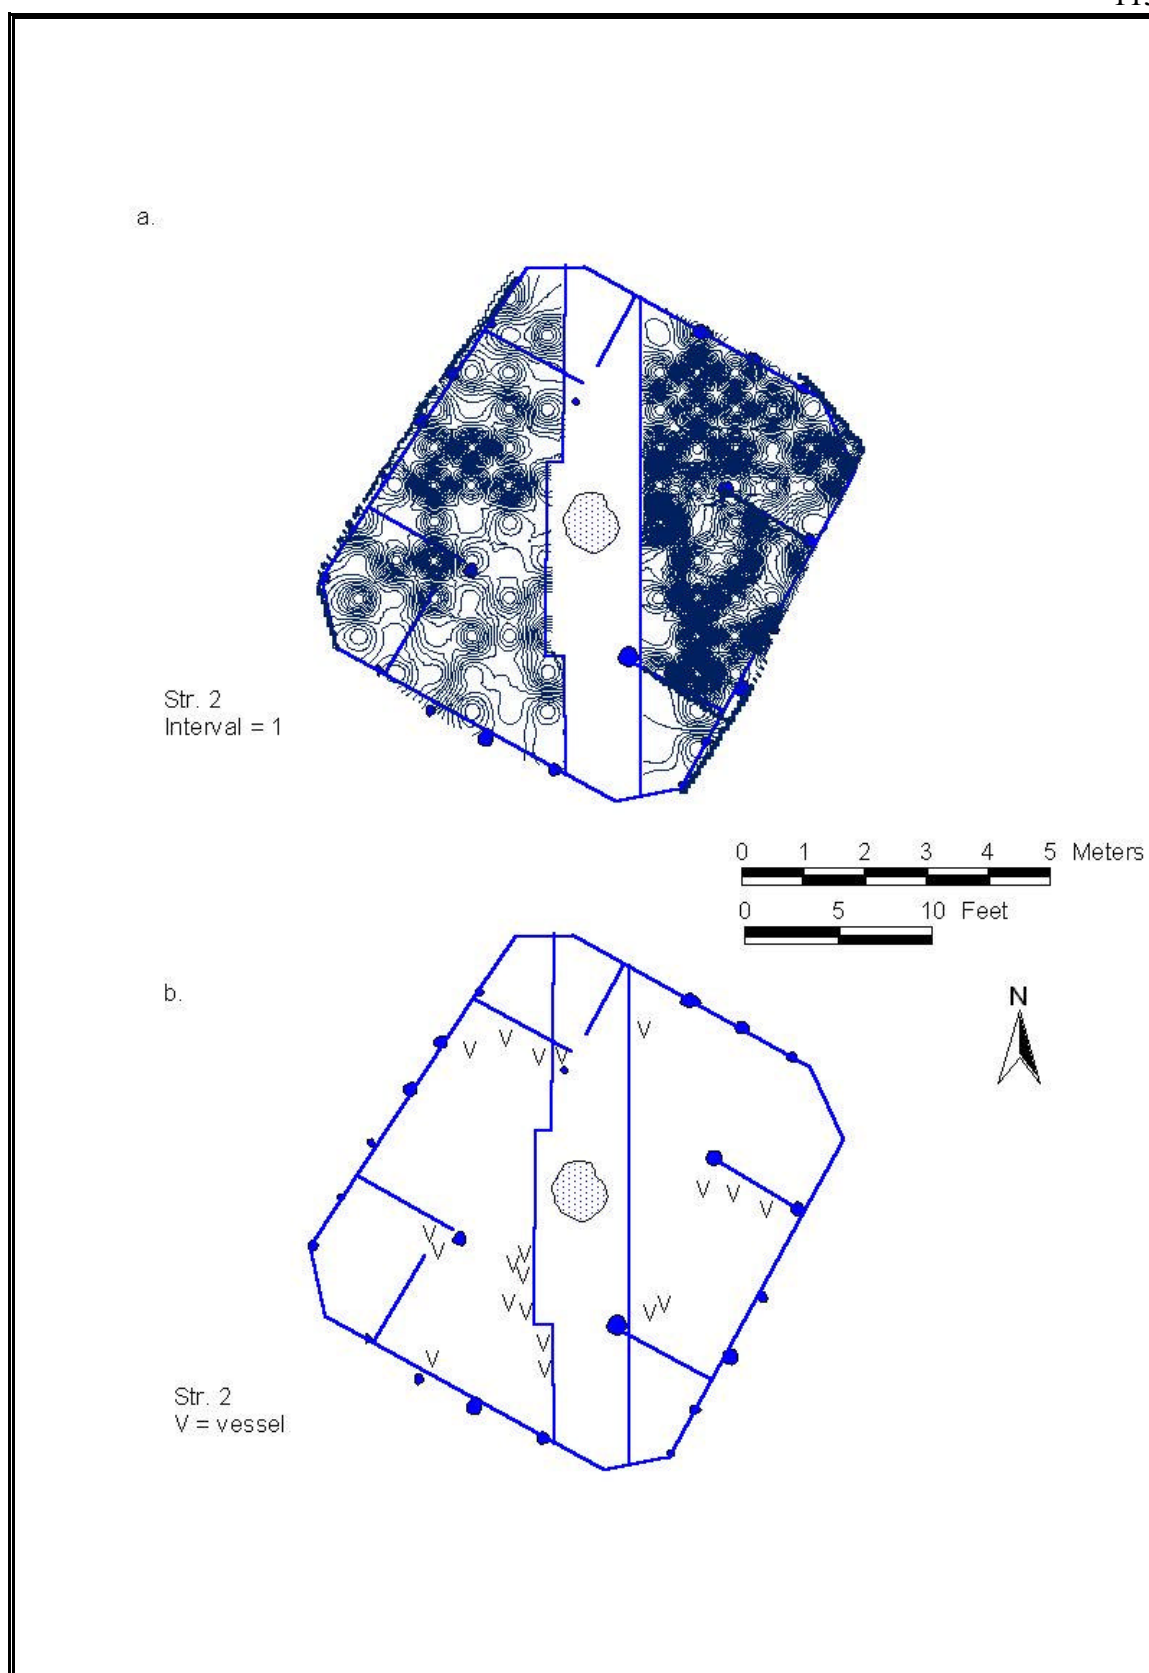 a.
Str. 2
Interval = 1
0 1 2 3 4 5 Meters
0 5 10 Feet
b.
N
V
V V V V
V V V
V V
V V V
V V
V V
V V
V
V
Str. 2
V = vessel